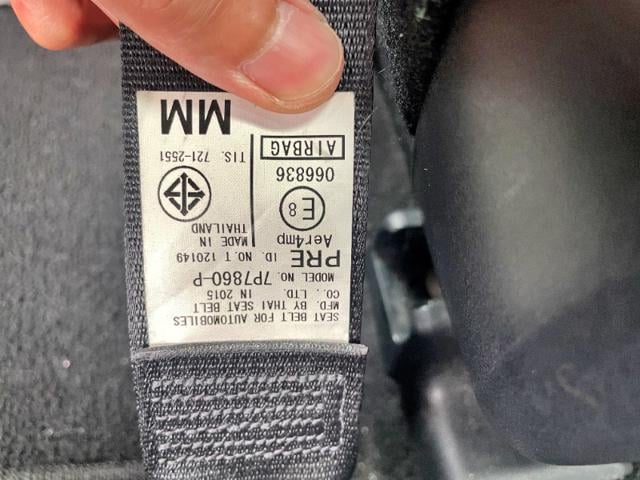 SEAT BELT FOR AUTOMOBILES
MFD. BY THAI SEAT BELT
CO., LTD. IN 2015
MODEL NO. 7P7860-P
PRE ID. NO. T 120149
Aer4mp
MADE IN
THAILAND
E8
066836
AIRBAG
TIS. 721-2551
MM